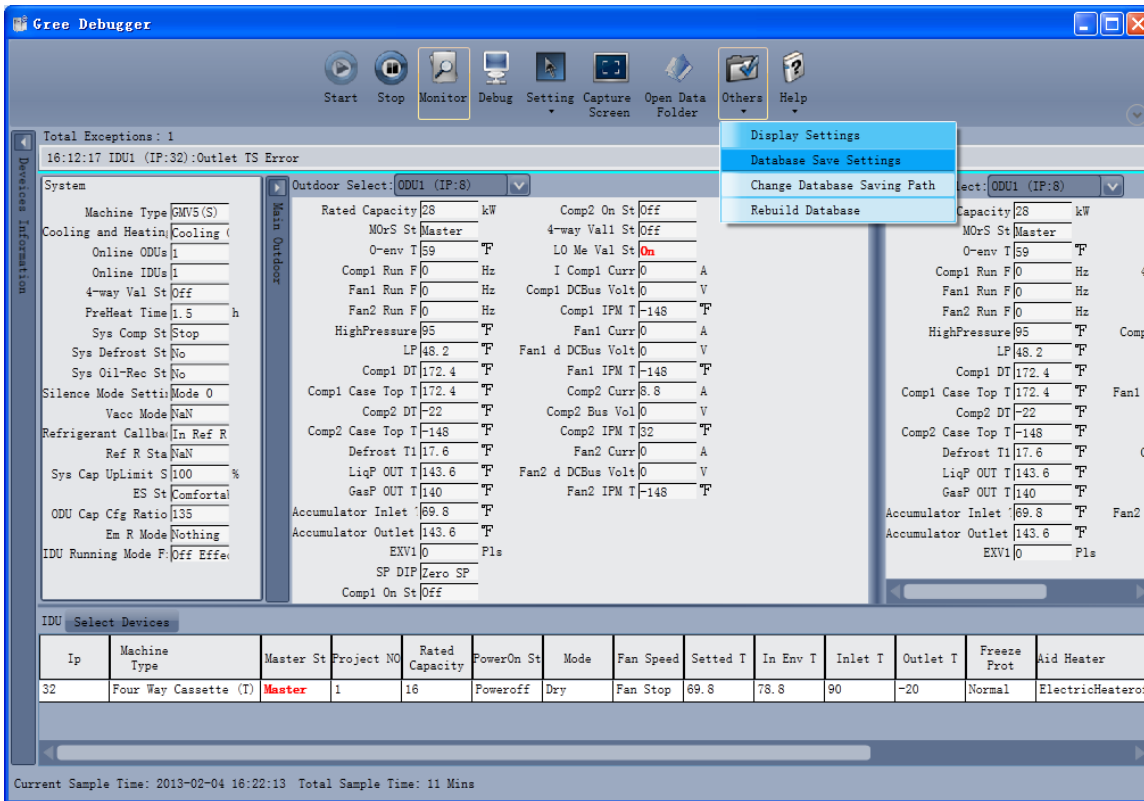 Gree Debugger
Start Stop Monitor Debug Setting Capture Screen Open Data Folder Others Help
Display Settings
Database Save Settings
Change Database Saving Path
Rebuild Database
Total Exceptions: 1
16:12:17 IDU1 (IP:32):Outlet TS Error
Deveices Information
System
Machine Type GMV5(S)
Cooling and Heatin Cooling
Online ODUs 1
Online IDUs 1
4-way Val St Off
PreHeat Time 1.5 h
Sys Comp St Stop
Sys Defrost St No
Sys Oil-Rec St No
Silence Mode Setti Mode 0
Vacc Mode NaN
Refrigerant Callba In Ref R
Ref R Sta NaN
Sys Cap UpLimit S 100 %
ES St Comfortal
ODU Cap Cfg Ratio 135
Em R Mode Nothing
IDU Running Mode F: Off Effe
Main Outdoor
Outdoor Select: ODU1 (IP:8)
Rated Capacity 28 kW Comp2 On St Off
MOrS St Master 4-way Val1 St Off
O-env T 59 ℉ LO Me Val St On
Comp1 Run F 0 Hz I Comp1 Curr 0 A
Fan1 Run F 0 Hz Comp1 DCBus Volt 0 V
Fan2 Run F 0 Hz Comp1 IPM T -148 ℉
HighPressure 95 ℉ Fan1 Curr 0 A
LP 48.2 ℉ Fan1 d DCBus Volt 0 V
Comp1 DT 172.4 ℉ Fan1 IPM T -148 ℉
Comp1 Case Top T 172.4 ℉ Comp2 Curr 8.8 A
Comp2 DT -22 ℉ Comp2 Bus Vol 0 V
Comp2 Case Top T -148 ℉ Comp2 IPM T 32 ℉
Defrost T1 17.6 ℉ Fan2 Curr 0 A
LiqP OUT T 143.6 ℉ Fan2 d DCBus Volt 0 V
GasP OUT T 140 ℉ Fan2 IPM T -148 ℉
Accumulator Inlet 69.8 ℉
Accumulator Outlet 143.6 ℉
EXV1 0 Pls
SP DIP Zero SP
Comp1 On St Off
lect: ODU1 (IP:8)
Capacity 28 kW
MOrS St Master
O-env T 59 ℉
Comp1 Run F 0 Hz 4
Fan1 Run F 0 Hz
Fan2 Run F 0 Hz
HighPressure 95 ℉ Comp
LP 48.2 ℉
Comp1 DT 172.4 ℉
Comp1 Case Top T 172.4 ℉ Fan1
Comp2 DT -22 ℉
Comp2 Case Top T -148 ℉
Defrost T1 17.6 ℉
LiqP OUT T 143.6 ℉
GasP OUT T 140 ℉
Accumulator Inlet 69.8 ℉ Fan2
Accumulator Outlet 143.6 ℉
EXV1 0 Pls
IDU Select Devices
Ip Machine Type Master St Project NO Rated Capacity PowerOn St Mode Fan Speed Setted T In Env T Inlet T Outlet T Freeze Prot Aid Heater
32 Four Way Cassette (T) Master 1 16 Poweroff Dry Fan Stop 69.8 78.8 90 -20 Normal ElectricHeatero
Current Sample Time: 2013-02-04 16:22:13 Total Sample Time: 11 Mins